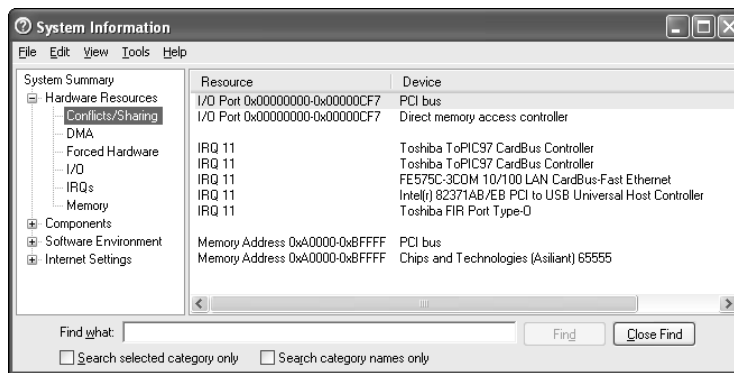 System Information
File Edit View Tools Help
System Summary
Hardware Resources
Conflicts/Sharing
DMA
Forced Hardware
I/O
IRQs
Memory
Components
Software Environment
Internet Settings
Resource Device
I/O Port 0x00000000-0x00000CF7 PCI bus
I/O Port 0x00000000-0x00000CF7 Direct memory access controller
IRQ 11 Toshiba ToPIC97 CardBus Controller
IRQ 11 Toshiba ToPIC97 CardBus Controller
IRQ 11 FE575C-3COM 10/100 LAN CardBus-Fast Ethernet
IRQ 11 Intel(r) 82371AB/EB PCI to USB Universal Host Controller
IRQ 11 Toshiba FIR Port Type-O
Memory Address 0xA0000-0xBFFFF PCI bus
Memory Address 0xA0000-0xBFFFF Chips and Technologies (Asiliant) 65555
Find what: Find Close Find
Search selected category only Search category names only